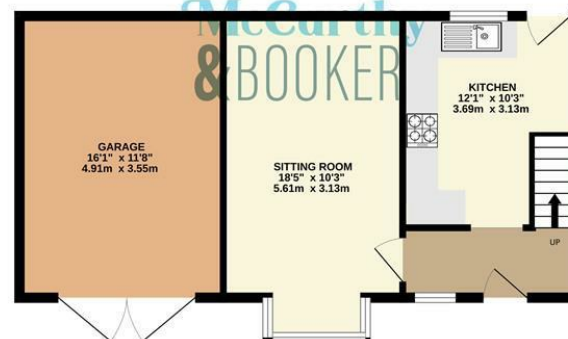 McCarthy
&BOOKER
GARAGE
16'1" x 11'8"
4.91m x 3.55m
SITTING ROOM
18'5" x 10'3"
5.61m x 3.13m
KITCHEN
12'1" x 10'3"
3.69m x 3.13m
UP